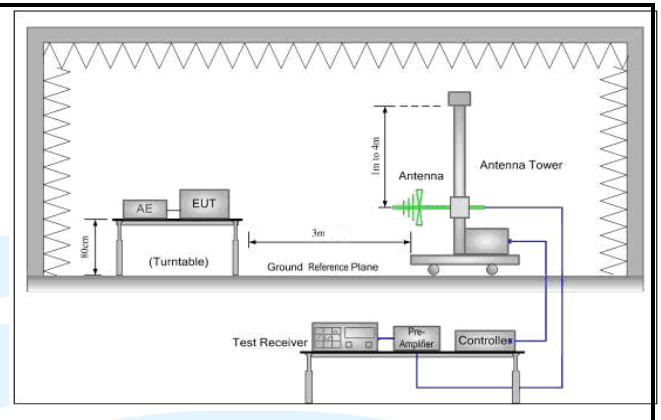 1m to 4m
Antenna
Antenna Tower
AE
EUT
80cm
(Turntable)
3m
Ground Reference Plane
Test Receiver
Pre-
Amplifier
Controller